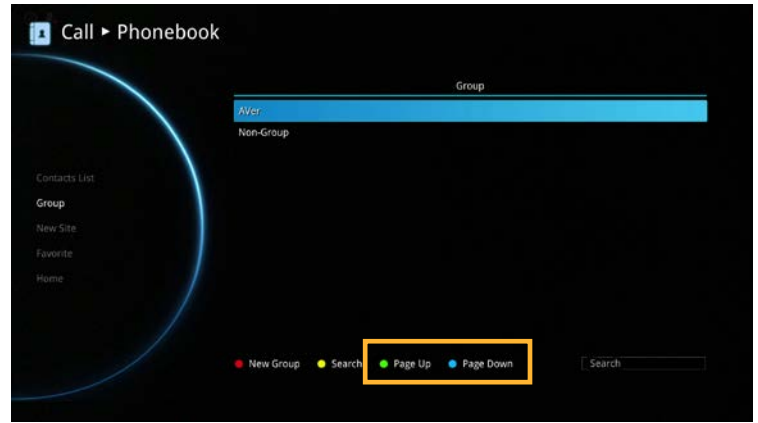 Call ▸ Phonebook
Group
AVer
Non-Group
Contacts List
Group
New Site
Favorite
Home
New Group Search Page Up Page Down Search